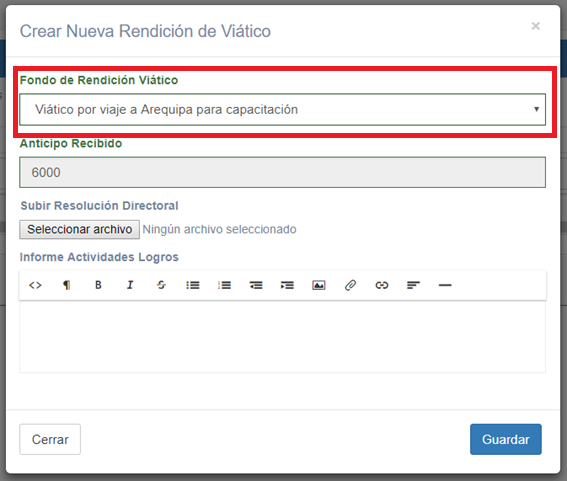 Crear Nueva Rendición de Viático
×
Fondo de Rendición Viático
Viático por viaje a Arequipa para capacitación
Anticipo Recibido
6000
Subir Resolución Directoral
Seleccionar archivo Ningún archivo seleccionado
Informe Actividades Logros
<> ¶ B I S
Cerrar Guardar